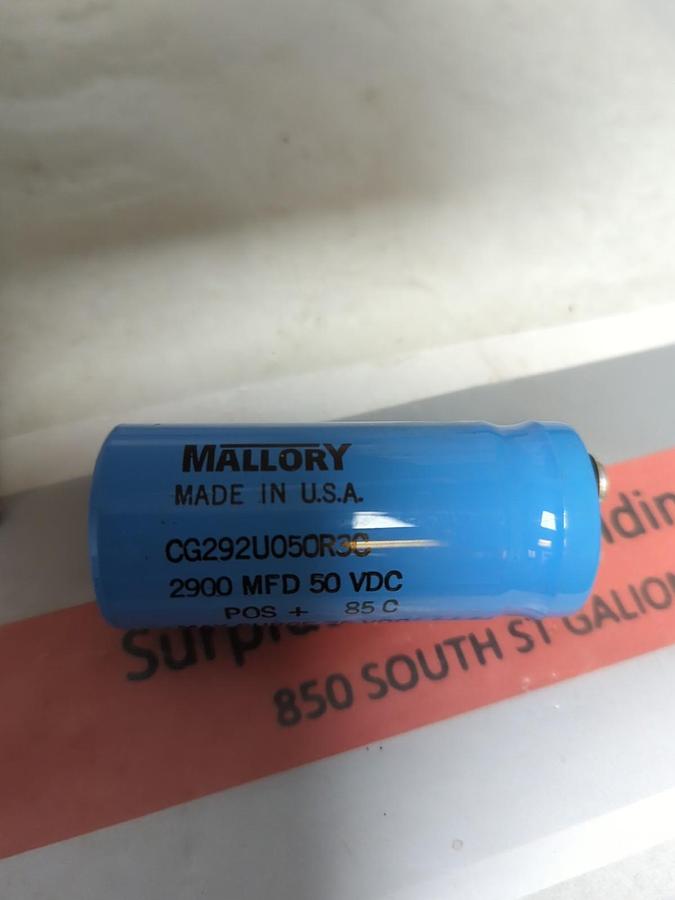 MALLORY
MADE IN U.S.A.
CG292U050R3C
2900 MFD 50 VDC
POS + 85 C
850 SOUTH ST GALION